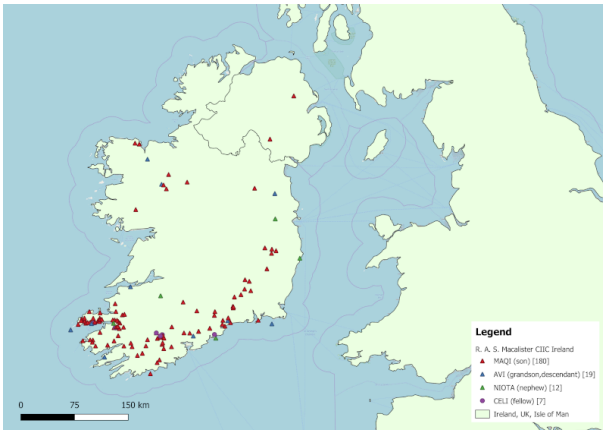 Legend
R. A. S. Macalister CIIC Ireland
MAQI (son) [180]
AVI (grandson,descendant) [19]
NIOTA (nephew) [12]
CELI (fellow) [7]
Ireland, UK, Isle of Man
0 75 150 km